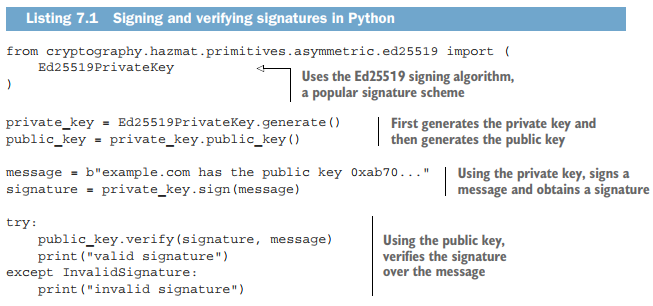 Listing 7.1 Signing and verifying signatures in Python
from cryptography.hazmat.primitives.asymmetric.ed25519 import (
    Ed25519PrivateKey
)
Uses the Ed25519 signing algorithm,
a popular signature scheme
private_key = Ed25519PrivateKey.generate()
public_key = private_key.public_key()
First generates the private key and
then generates the public key
message = b"example.com has the public key 0xab70..."
signature = private_key.sign(message)
Using the private key, signs a
message and obtains a signature
try:
    public_key.verify(signature, message)
    print("valid signature")
except InvalidSignature:
    print("invalid signature")
Using the public key,
verifies the signature
over the message